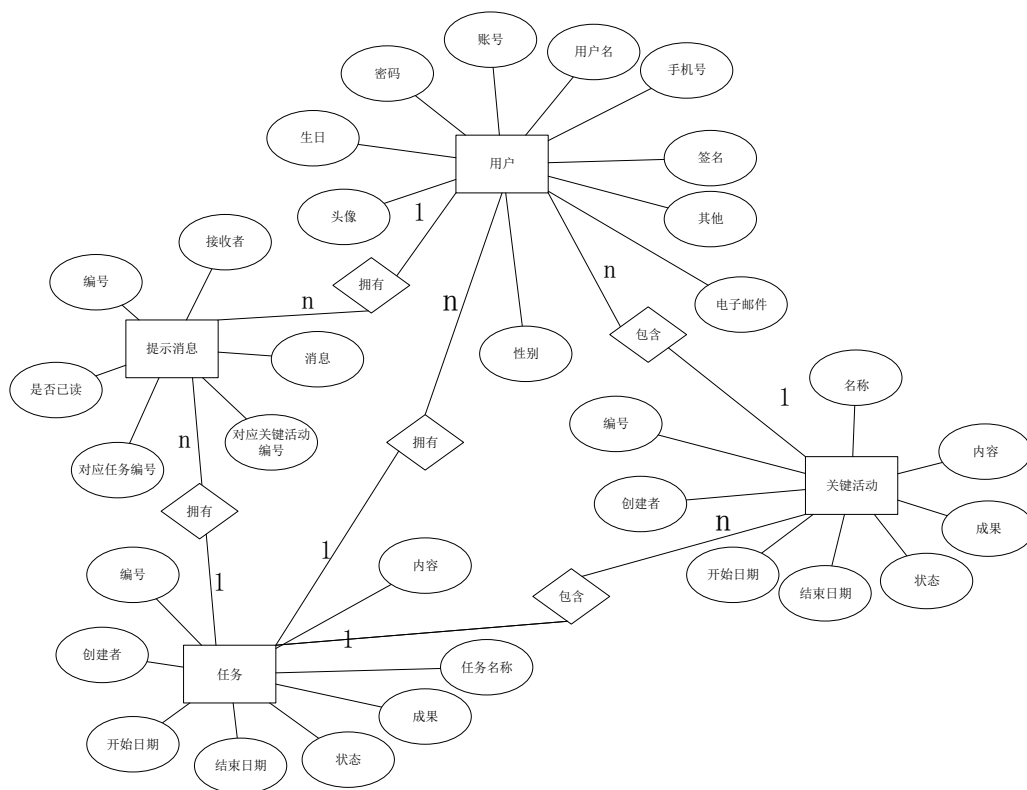 账号
用户名
密码
手机号
生日
用户
签名
头像
1
其他
接收者
编号
拥有
n
n
n
电子邮件
包含
提示消息
消息
性别
是否已读
名称
1
对应关键活动
编号
对应任务编号
n
拥有
编号
内容
关键活动
创建者
拥有
n
成果
1
开始日期
结束日期
状态
编号
1
内容
包含
1
创建者
任务
任务名称
成果
开始日期
结束日期
状态